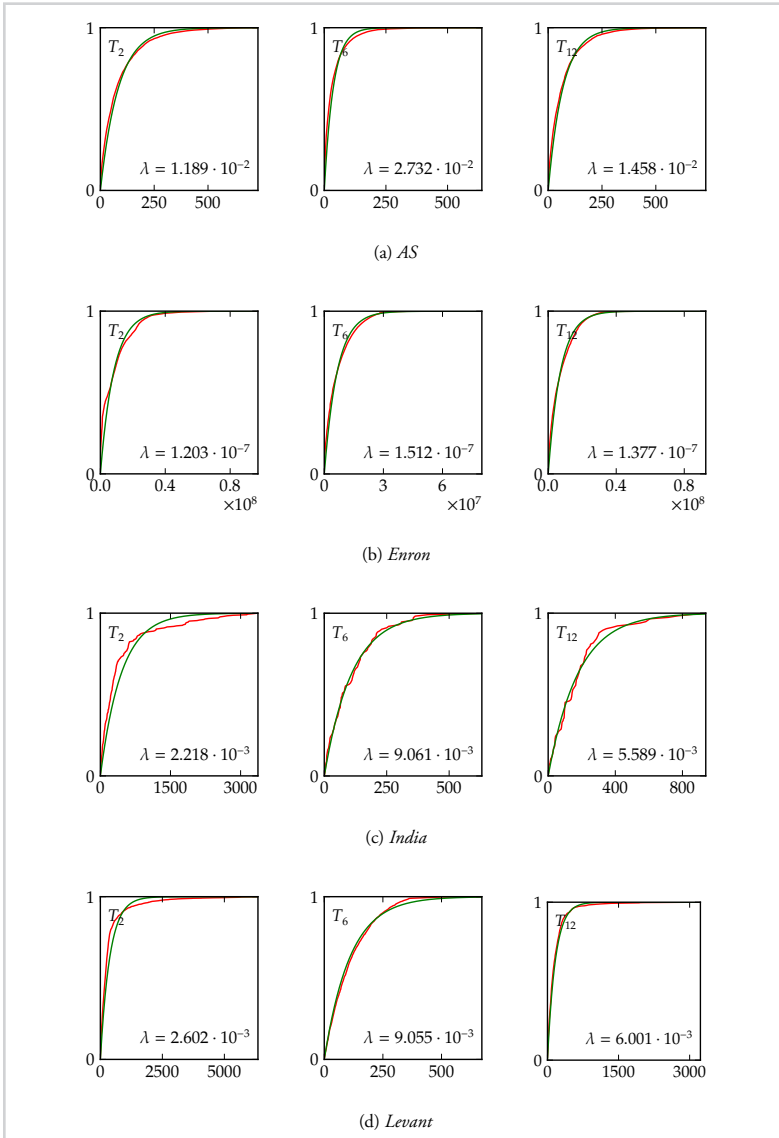 1 T₂ λ = 1.189 · 10⁻² 0 0 250 500
T₆ λ = 2.732 · 10⁻² 0 250 500
T₁₂ λ = 1.458 · 10⁻² 0 250 500
(a) AS
1 T₂ λ = 1.203 · 10⁻⁷ 0 0.0 0.4 0.8 ×10⁸
1 T₆ λ = 1.512 · 10⁻⁷ 0 0 3 6 ×10⁷
1 T₁₂ λ = 1.377 · 10⁻⁷ 0 0.0 0.4 0.8 ×10⁸
(b) Enron
1 T₂ λ = 2.218 · 10⁻³ 0 0 1500 3000
1 T₆ λ = 9.061 · 10⁻³ 0 0 250 500
1 T₁₂ λ = 5.589 · 10⁻³ 0 0 400 800
(c) India
1 T₂ λ = 2.602 · 10⁻³ 0 0 2500 5000
1 T₆ λ = 9.055 · 10⁻³ 0 0 250 500
1 T₁₂ λ = 6.001 · 10⁻³ 0 0 1500 3000
(d) Levant